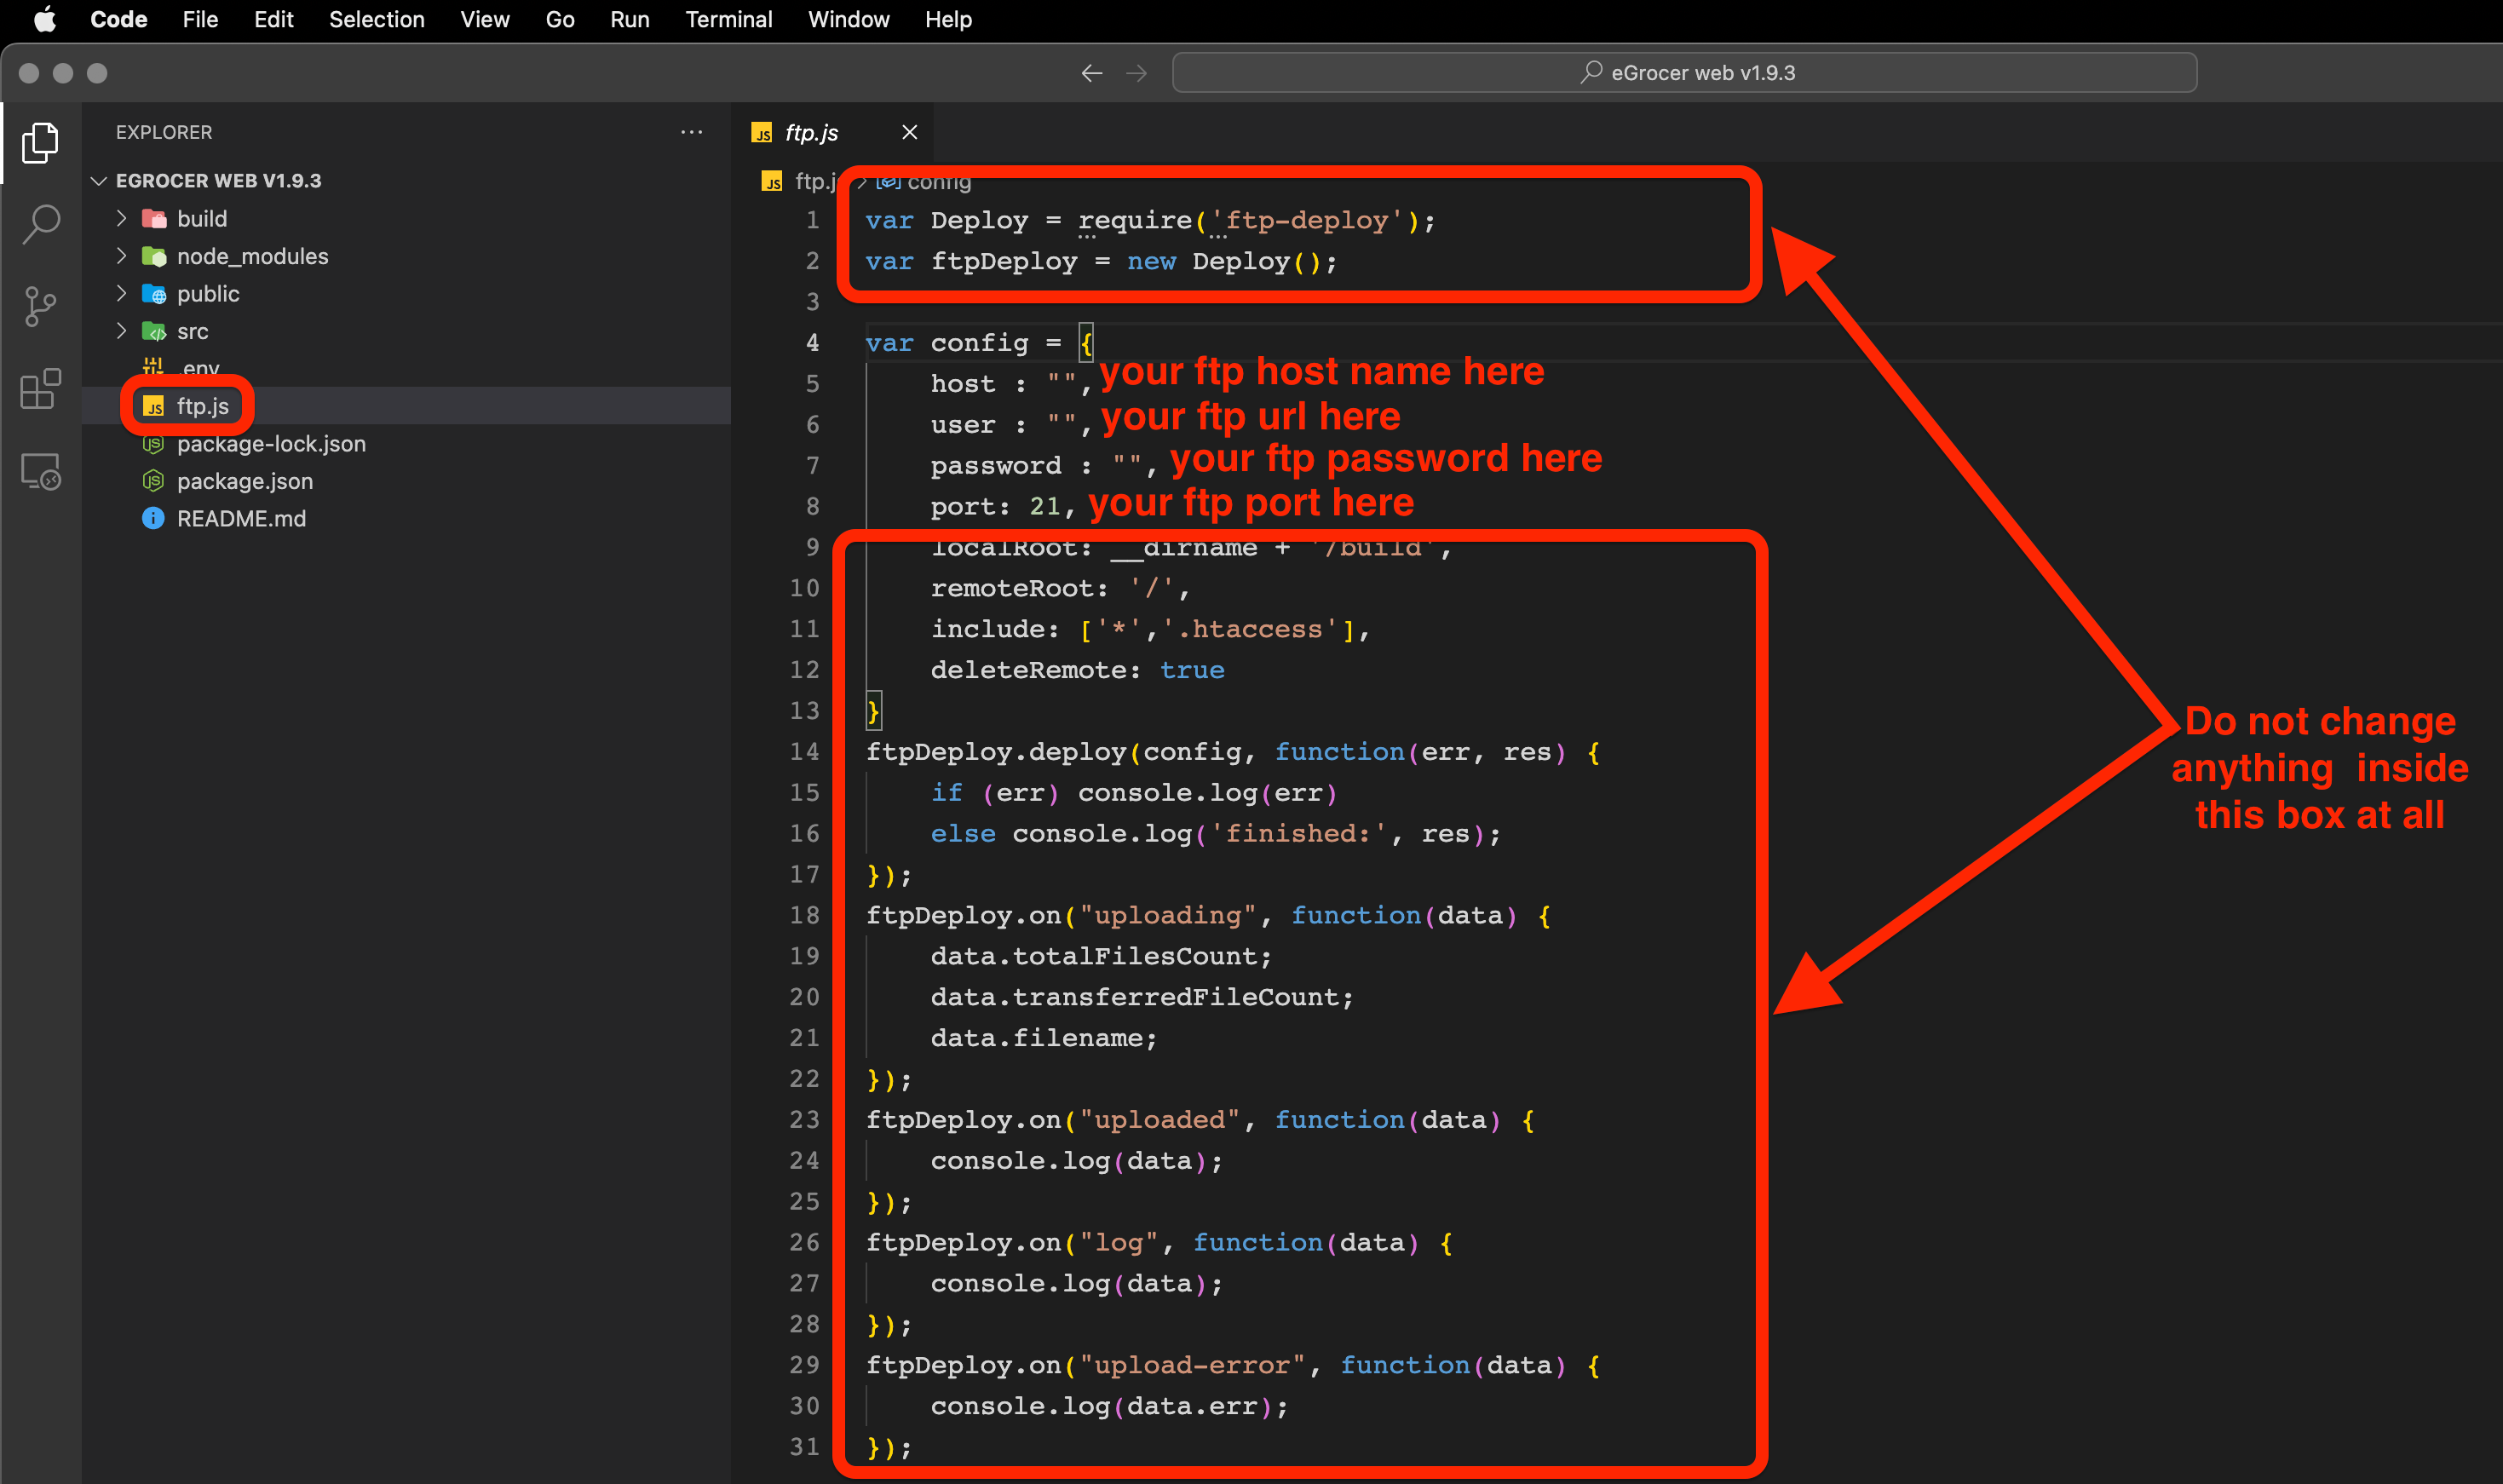 Code File Edit Selection View Go Run Terminal Window Help
eGrocer web v1.9.3
EXPLORER
EGROCER WEB V1.9.3
build
node_modules
public
src
.env
ftp.js
package-lock.json
package.json
README.md
ftp.js
ftp.js > config
1 var Deploy = require('ftp-deploy');
2 var ftpDeploy = new Deploy();
3
4 var config = {
5 host : "", your ftp host name here
6 user : "", your ftp url here
7 password : "", your ftp password here
8 port: 21, your ftp port here
9 localRoot: __dirname + '/build',
10 remoteRoot: '/',
11 include: ['*','.htaccess'],
12 deleteRemote: true
13 }
14 ftpDeploy.deploy(config, function(err, res) {
15 if (err) console.log(err)
16 else console.log('finished:', res);
17 });
18 ftpDeploy.on("uploading", function(data) {
19 data.totalFilesCount;
20 data.transferredFileCount;
21 data.filename;
22 });
23 ftpDeploy.on("uploaded", function(data) {
24 console.log(data);
25 });
26 ftpDeploy.on("log", function(data) {
27 console.log(data);
28 });
29 ftpDeploy.on("upload-error", function(data) {
30 console.log(data.err);
31 });
Do not change
anything inside
this box at all